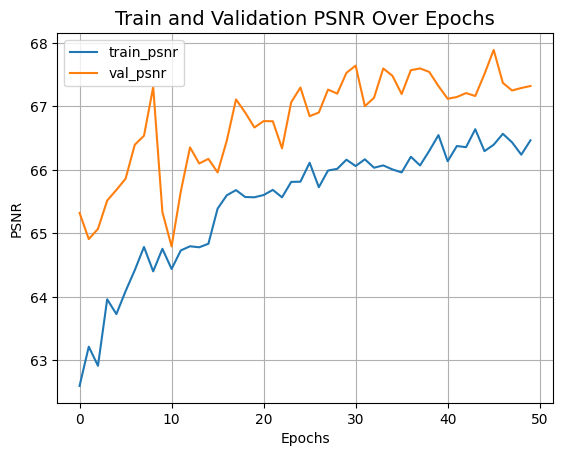 Train and Validation PSNR Over Epochs
train_psnr
val_psnr
68
67
66
65
64
63
PSNR
0 10 20 30 40 50
Epochs